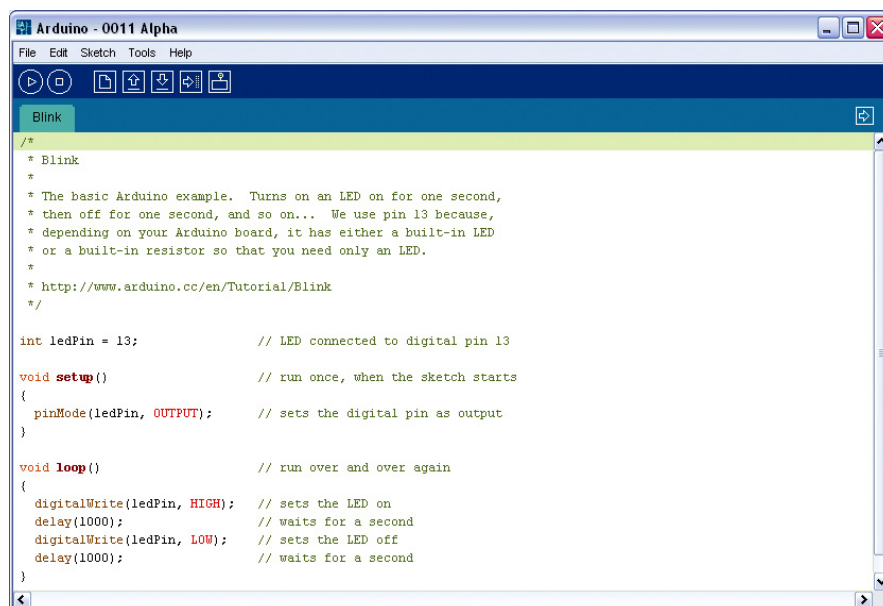 Arduino - 0011 Alpha
File Edit Sketch Tools Help
Blink
/*
 * Blink
 *
 * The basic Arduino example.  Turns on an LED on for one second,
 * then off for one second, and so on...  We use pin 13 because,
 * depending on your Arduino board, it has either a built-in LED
 * or a built-in resistor so that you need only an LED.
 *
 * http://www.arduino.cc/en/Tutorial/Blink
 */
int ledPin = 13;                // LED connected to digital pin 13
void setup()                    // run once, when the sketch starts
{
  pinMode(ledPin, OUTPUT);      // sets the digital pin as output
}
void loop()                     // run over and over again
{
  digitalWrite(ledPin, HIGH);   // sets the LED on
  delay(1000);                  // waits for a second
  digitalWrite(ledPin, LOW);    // sets the LED off
  delay(1000);                  // waits for a second
}